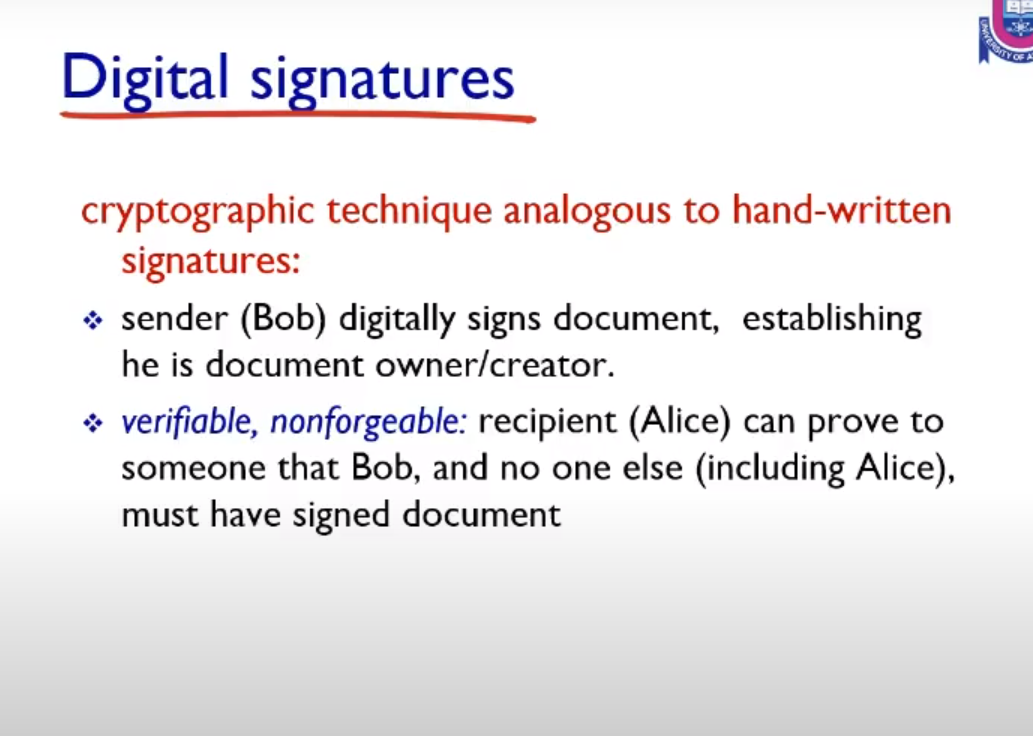 Digital signatures
cryptographic technique analogous to hand-written
signatures:
❖ sender (Bob) digitally signs document, establishing
he is document owner/creator.
❖ verifiable, nonforgeable: recipient (Alice) can prove to
someone that Bob, and no one else (including Alice),
must have signed document
UNIVERSITY OF